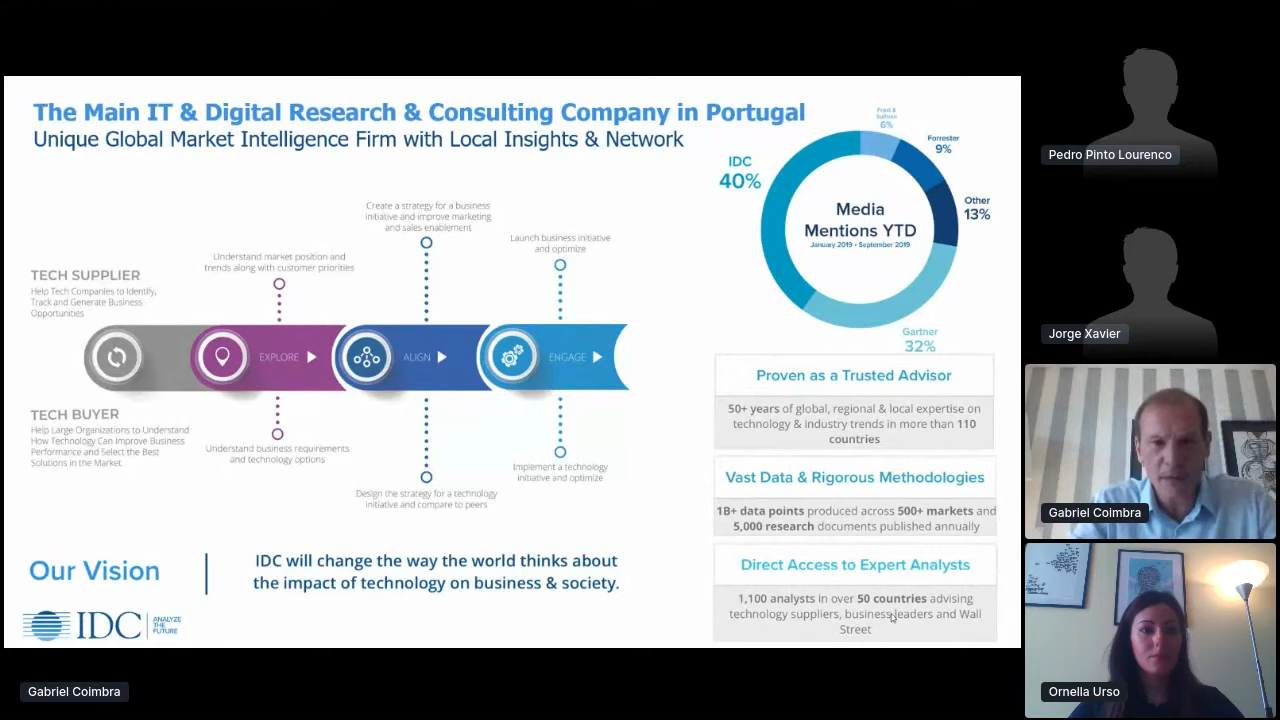 The Main IT & Digital Research & Consulting Company in Portugal
Unique Global Market Intelligence Firm with Local Insights & Network
Frost &
Sullivan
6%
Forrester
9%
IDC
40%
Other
13%
Media
Mentions YTD
January 2019 • September 2019
Gartner
32%
Create a strategy for a business
initiative and improve marketing
and sales enablement
Launch business initiative
and optimize
Understand market position and
trends along with customer priorities
TECH SUPPLIER
Help Tech Companies to Identify,
Track and Generate Business
Opportunities
EXPLORE
ALIGN
ENGAGE
TECH BUYER
Help Large Organizations to Understand
How Technology Can Improve Business
Performance and Select the Best
Solutions in the Market
Understand business requirements
and technology options
Implement a technology
initiative and optimize
Design the strategy for a technology
initiative and compare to peers
Proven as a Trusted Advisor
50+ years of global, regional & local expertise on
technology & industry trends in more than 110
countries
Vast Data & Rigorous Methodologies
1B+ data points produced across 500+ markets and
5,000 research documents published annually
Direct Access to Expert Analysts
1,100 analysts in over 50 countries advising
technology suppliers, business leaders and Wall
Street
Our Vision
IDC will change the way the world thinks about
the impact of technology on business & society.
IDC
ANALYZE
THE
FUTURE
Gabriel Coimbra
Pedro Pinto Lourenco
Jorge Xavier
Gabriel Coimbra
Ornella Urso